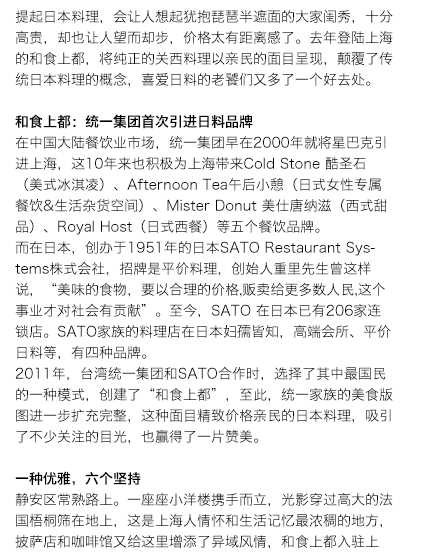 提起日本料理，会让人想起犹抱琵琶半遮面的大家闺秀，十分
高贵，却也让人望而却步，价格太有距离感了。去年登陆上海
的和食上都，将纯正的关西料理以亲民的面目呈现，颠覆了传
统日本料理的概念，喜爱日料的老饕们又多了一个好去处。
和食上都：统一集团首次引进日料品牌
在中国大陆餐饮业市场，统一集团早在2000年就将星巴克引
进上海，这10年来也积极为上海带来Cold Stone 酷圣石
（美式冰淇凌）、Afternoon Tea午后小憩（日式女性专属
餐饮&生活杂货空间）、Mister Donut 美仕唐纳滋（西式甜
品）、Royal Host（日式西餐）等五个餐饮品牌。
而在日本，创办于1951年的日本SATO Restaurant Sys-
tems株式会社，招牌是平价料理，创始人重里先生曾这样
说，“美味的食物，要以合理的价格,贩卖给更多数人民,这个
事业才对社会有贡献”。至今，SATO 在日本已有206家连
锁店。SATO家族的料理店在日本妇孺皆知，高端会所、平价
日料等，有四种品牌。
2011年，台湾统一集团和SATO合作时，选择了其中最国民
的一种模式，创建了“和食上都”，至此，统一家族的美食版
图进一步扩充完整，这种面目精致价格亲民的日本料理，吸引
了不少关注的目光，也赢得了一片赞美。
一种优雅，六个坚持
静安区常熟路上。一座座小洋楼携手而立，光影穿过高大的法
国梧桐筛在地上，这是上海人情怀和生活记忆最浓稠的地方，
披萨店和咖啡馆又给这里增添了异域风情，和食上都入驻上